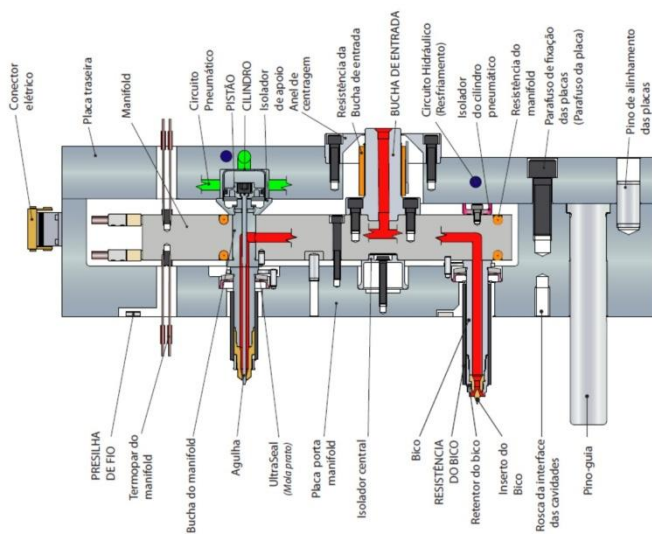 Conector
elétrico
Placa traseira
Manifold
Circuito
Pneumático
PISTÃO
CILINDRO
Isolador
de apoio
Anel de
centragem
Resistência da
Bucha de entrada
BUCHA DE ENTRADA
Circuito Hidráulico
(Resfriamento)
Isolador
do cilindro
pneumático
Resistência do
manifold
Parafuso de fixação
das placas
(Parafuso da placa)
Pino de alinhamento
das placas
PRESILHA
DE FIO
Termopar do
manifold
Bucha do manifold
Agulha
UltraSeal
(Mola prato)
Placa porta
manifold
Isolador central
Bico
RESISTÊNCIA
DO BICO
Retentor do bico
Inserto do
Bico
Rosca da interface
das cavidades
Pino-guia